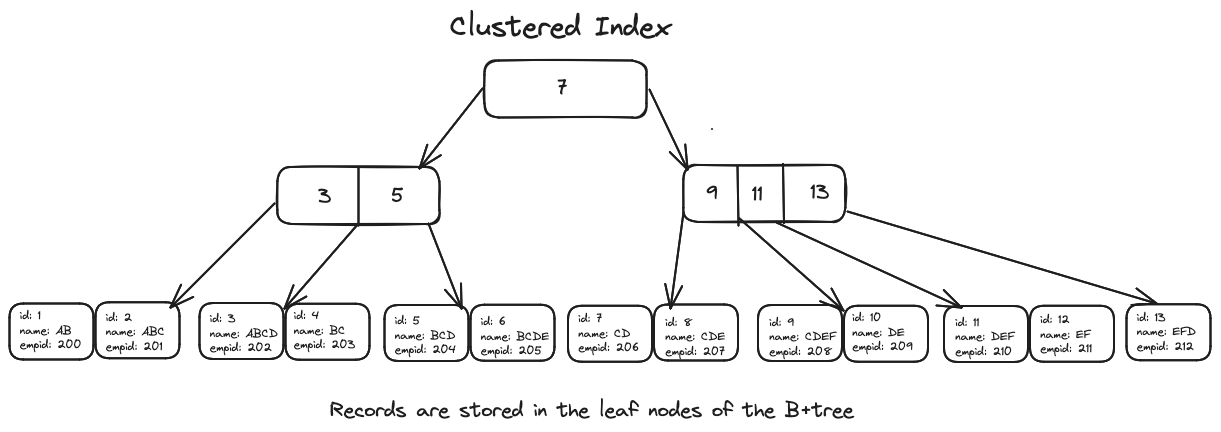 Clustered Index
7
3 5
9 11 13
id: 1
name: AB
empid: 200
id: 2
name: ABC
empid: 201
id: 3
name: ABCD
empid: 202
id: 4
name: BC
empid: 203
id: 5
name: BCD
empid: 204
id: 6
name: BCDE
empid: 205
id: 7
name: CD
empid: 206
id: 8
name: CDE
empid: 207
id: 9
name: CDEF
empid: 208
id: 10
name: DE
empid: 209
id: 11
name: DEF
empid: 210
id: 12
name: EF
empid: 211
id: 13
name: EFD
empid: 212
Records are stored in the leaf nodes of the B+tree